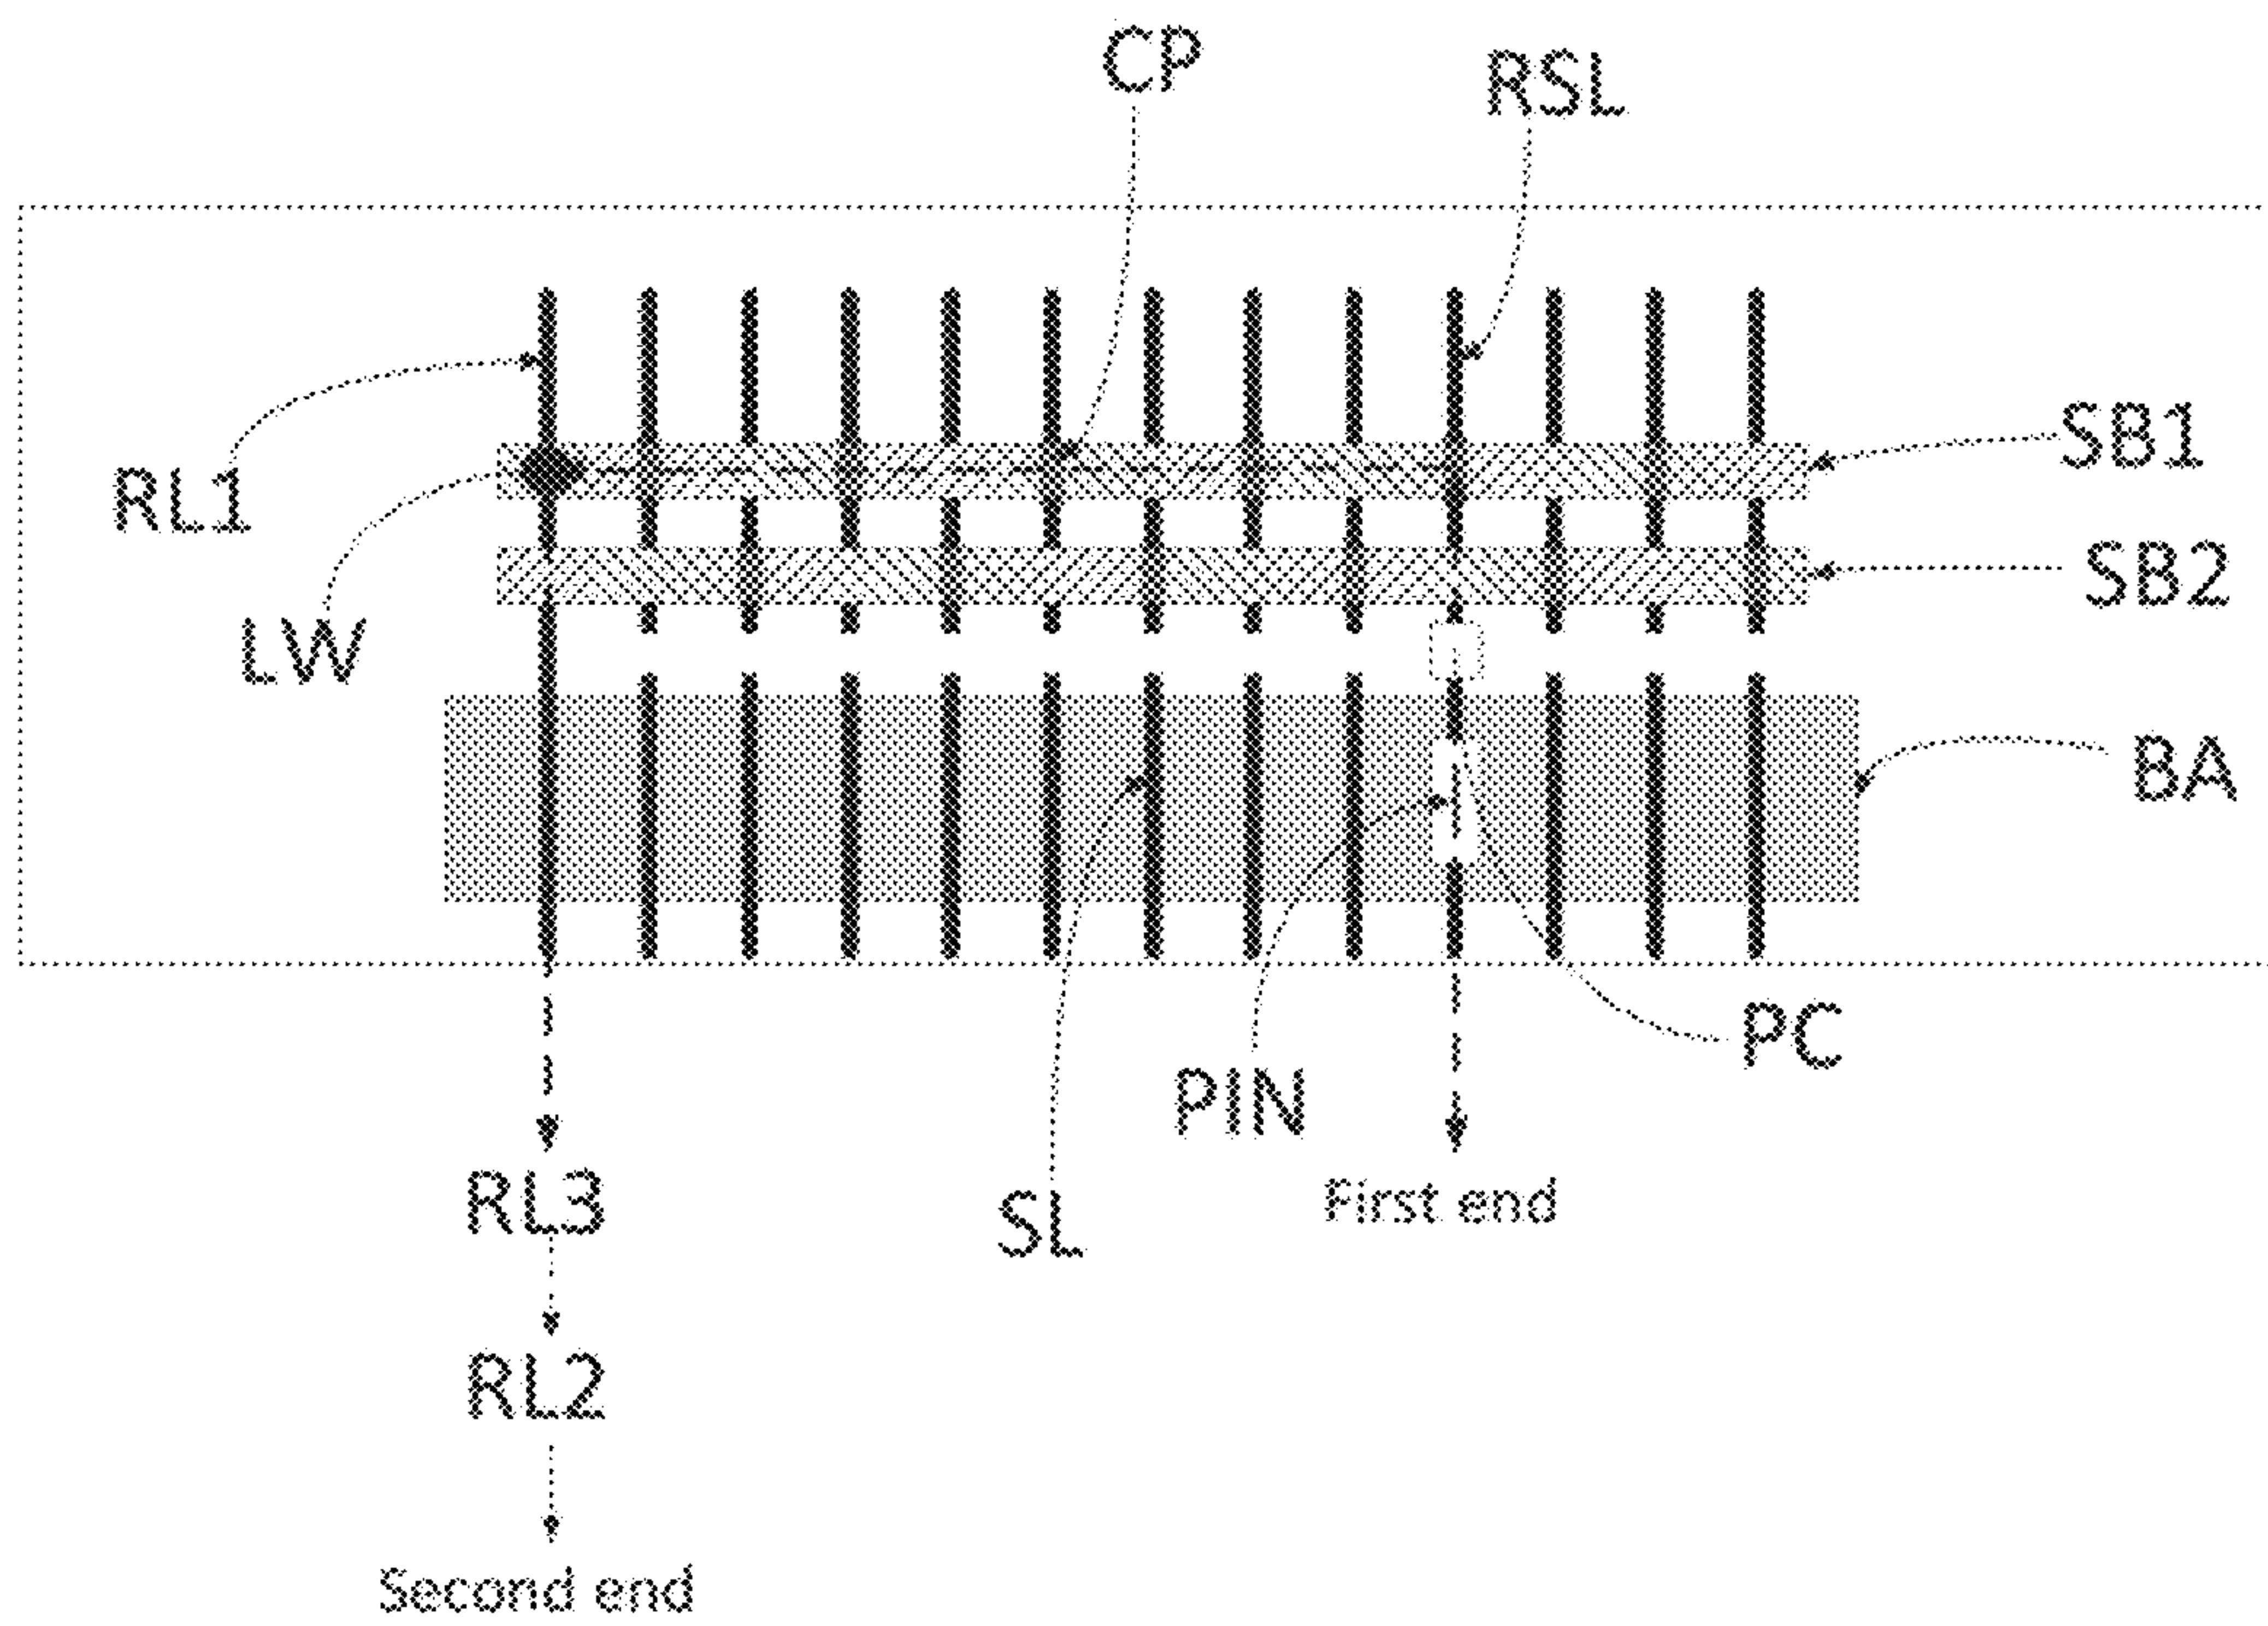 CP
RSL
SB1
RL1
SB2
LW
BA
PC
PIN
RL3
SL
First end
RL2
Second end